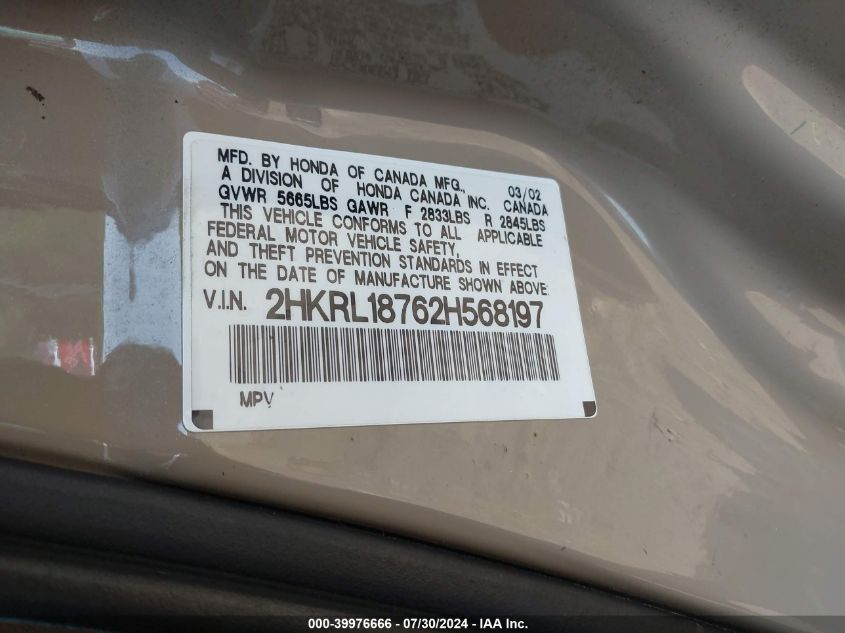 MFD. BY HONDA OF CANADA MFG., 03/02
A DIVISION OF HONDA CANADA INC. CANADA
GVWR 5665LBS GAWR F 2833LBS R 2845LBS
THIS VEHICLE CONFORMS TO ALL APPLICABLE
FEDERAL MOTOR VEHICLE SAFETY,
AND THEFT PREVENTION STANDARDS IN EFFECT
ON THE DATE OF MANUFACTURE SHOWN ABOVE.
V.I.N. 2HKRL18762H568197
MPV
000-39976666 - 07/30/2024 - IAA Inc.